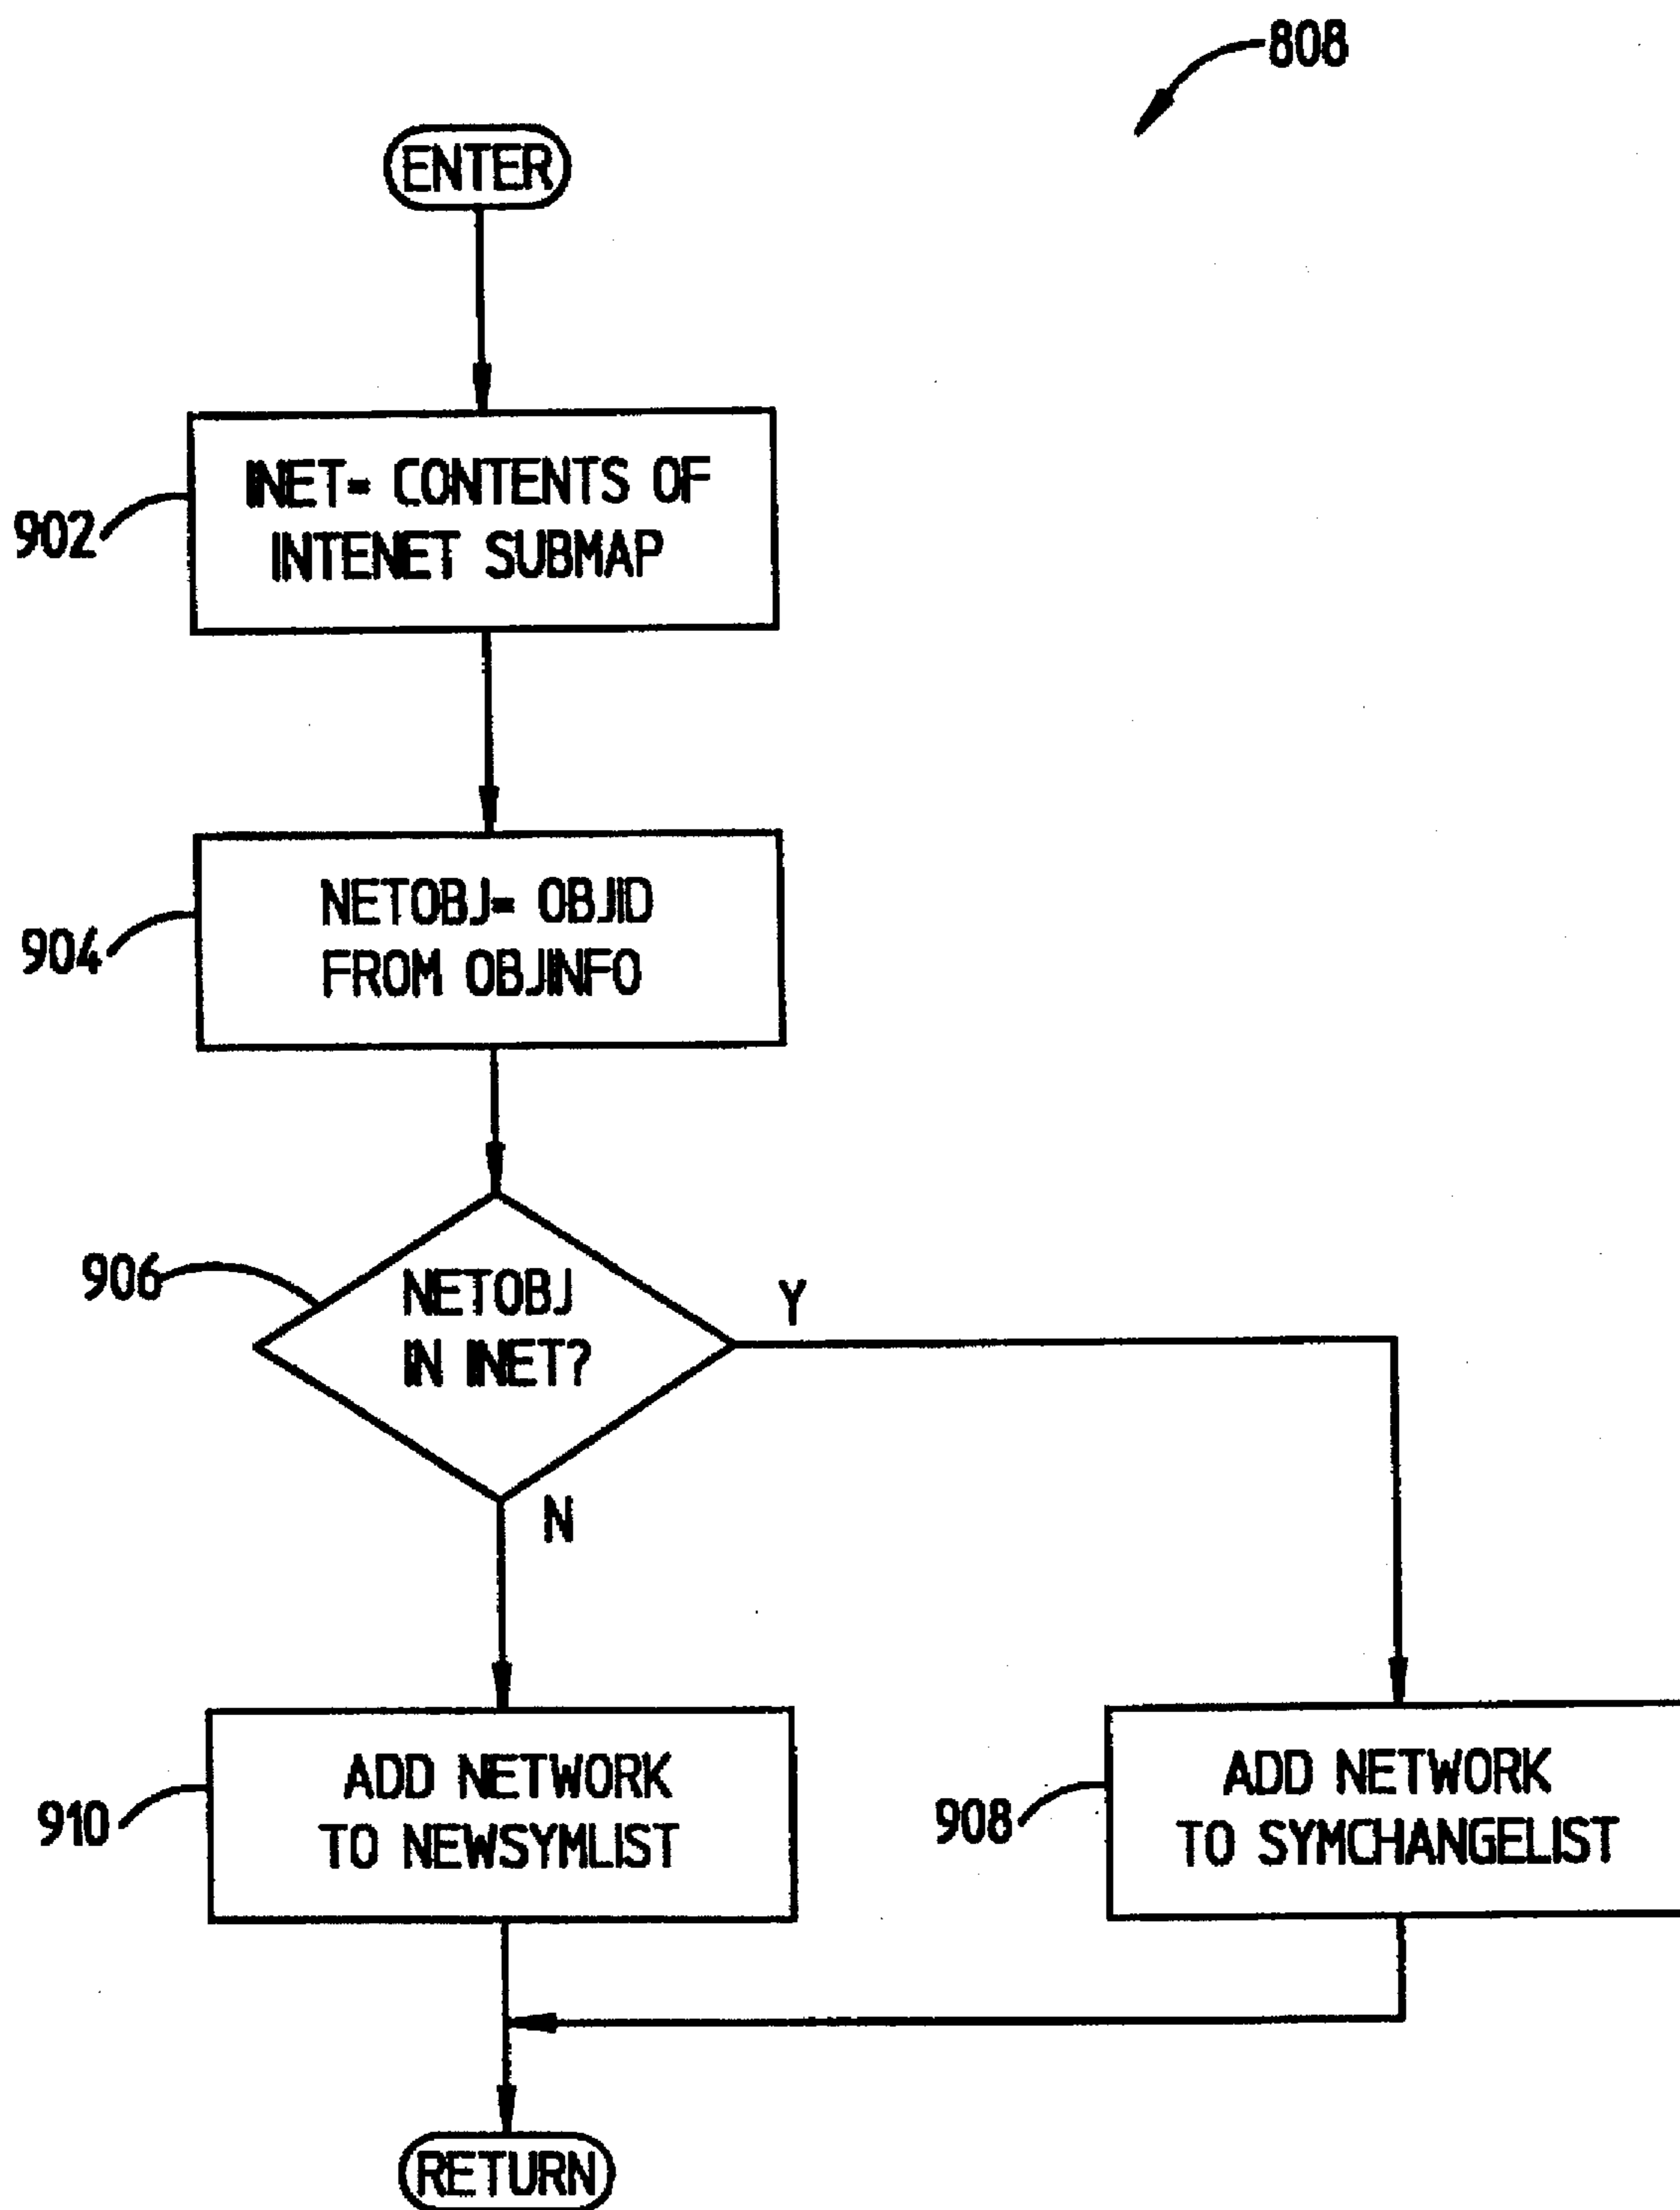 808
ENTER
902
INET= CONTENTS OF
INTENET SUBMAP
904
NETOBJ= OBJID
FROM OBJINFO
906
NETOBJ
IN INET?
Y
N
910
ADD NETWORK
TO NEWSYMLIST
908
ADD NETWORK
TO SYMCHANGELIST
RETURN